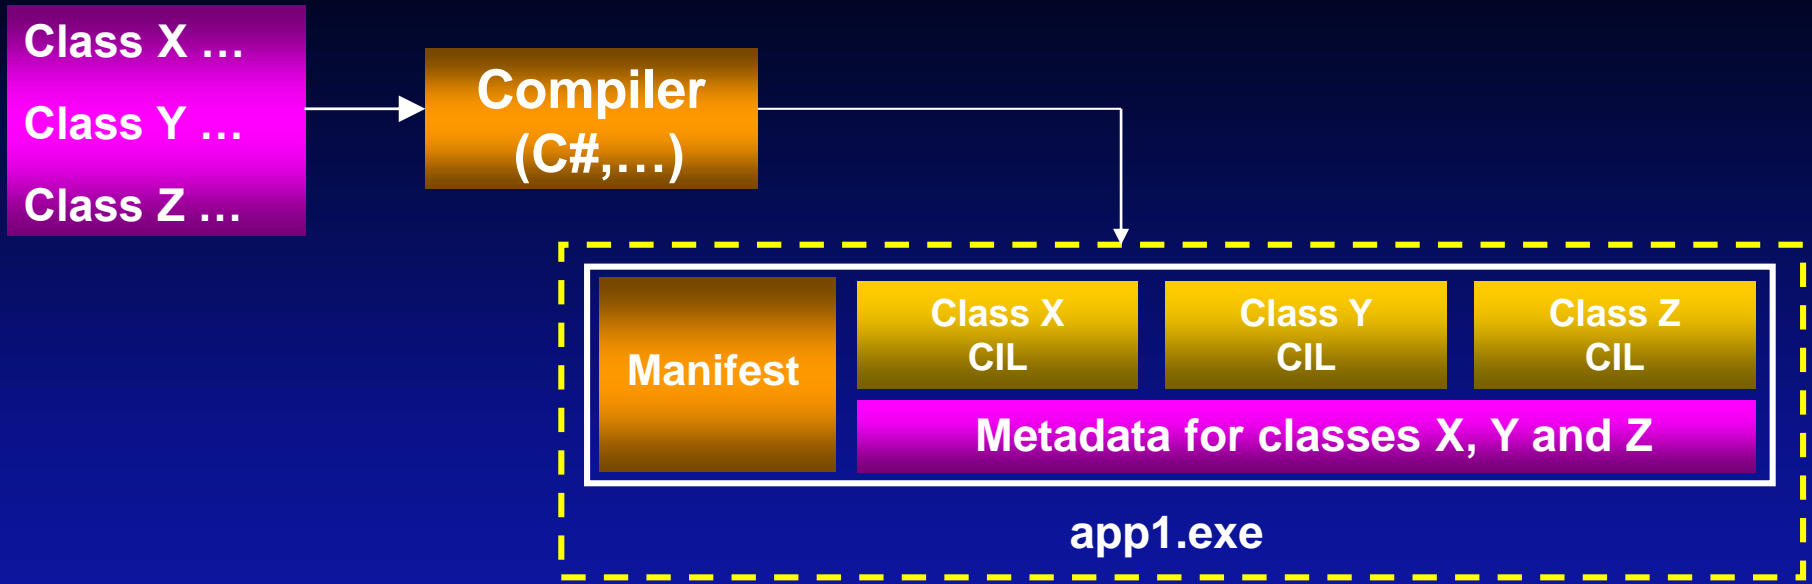 Class X …
Class Y …
Class Z …
Compiler
(C#,…)
Manifest
Class X
CIL
Class Y
CIL
Class Z
CIL
Metadata for classes X, Y and Z
app1.exe